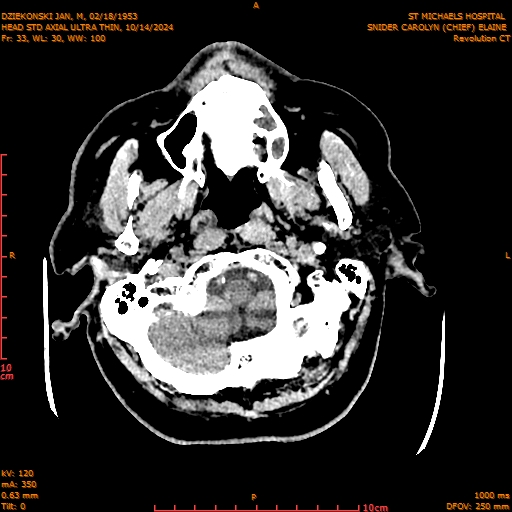 A
DZIEKONSKI JAN, M, 02/18/1953
HEAD STD AXIAL ULTRA THIN, 10/14/2024
Fr: 33, WL: 30, WW: 100
ST MICHAELS HOSPITAL
SNIDER CAROLYN (CHIEF) ELAINE
Revolution CT
R
L
10
cm
kV: 120
mA: 350
0.63 mm
Tilt: 0
P
10cm
1000 ms
DFOV: 250 mm